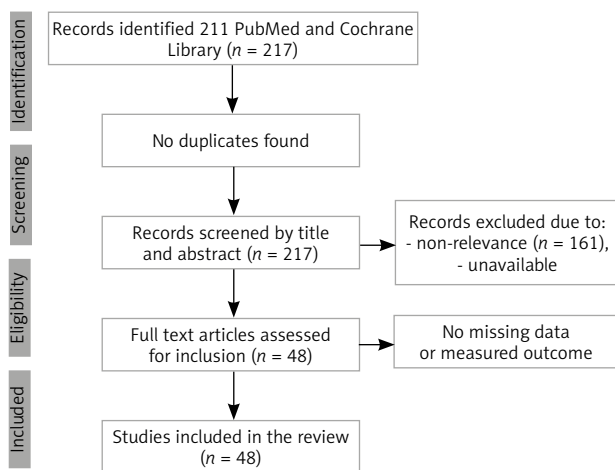 Identification
Records identified 211 PubMed and Cochrane
Library (n = 217)
No duplicates found
Screening
Records screened by title
and abstract (n = 217)
Records excluded due to:
- non-relevance (n = 161),
- unavailable
Eligibility
Full text articles assessed
for inclusion (n = 48)
No missing data
or measured outcome
Included
Studies included in the review
(n = 48)